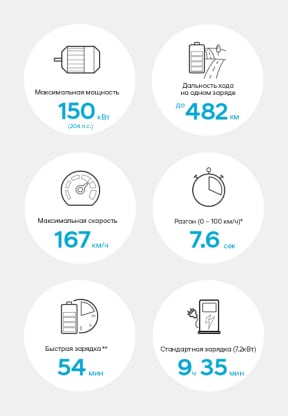 Максимальная мощность
150 кВт
(204 л.с.)
Дальность хода
на одном заряде
до 482 км
Максимальная скорость
167 км/ч
Разгон (0 – 100 км/ч)*
7.6 сек
Быстрая зарядка**
54 мин
Стандартная зарядка (7.2кВт)
9 ч 35 мин